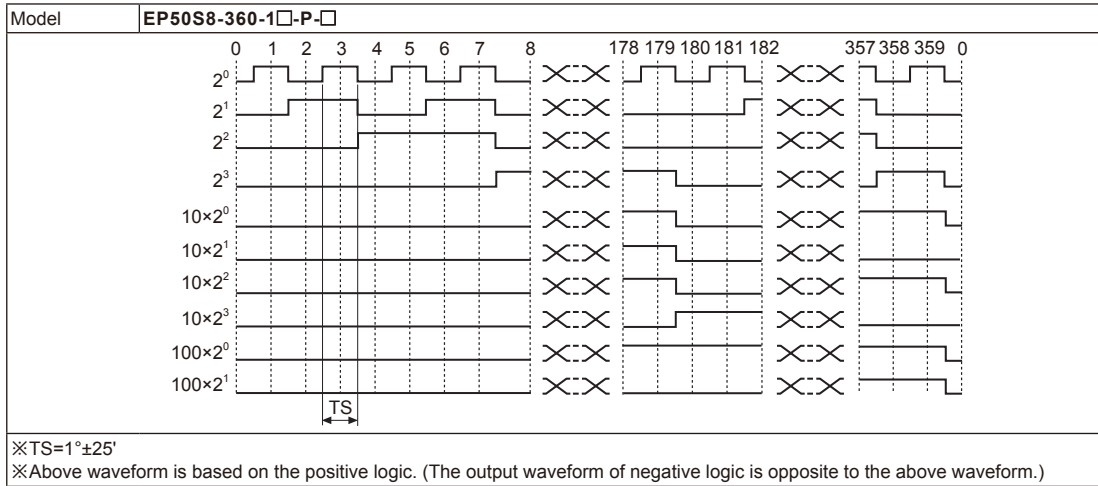 Model EP50S8-360-1□-P-□
0 1 2 3 4 5 6 7 8 178 179 180 181 182 357 358 359 0
2⁰
2¹
2²
2³
10×2⁰
10×2¹
10×2²
10×2³
100×2⁰
100×2¹
TS
※TS=1°±25'
※Above waveform is based on the positive logic. (The output waveform of negative logic is opposite to the above waveform.)